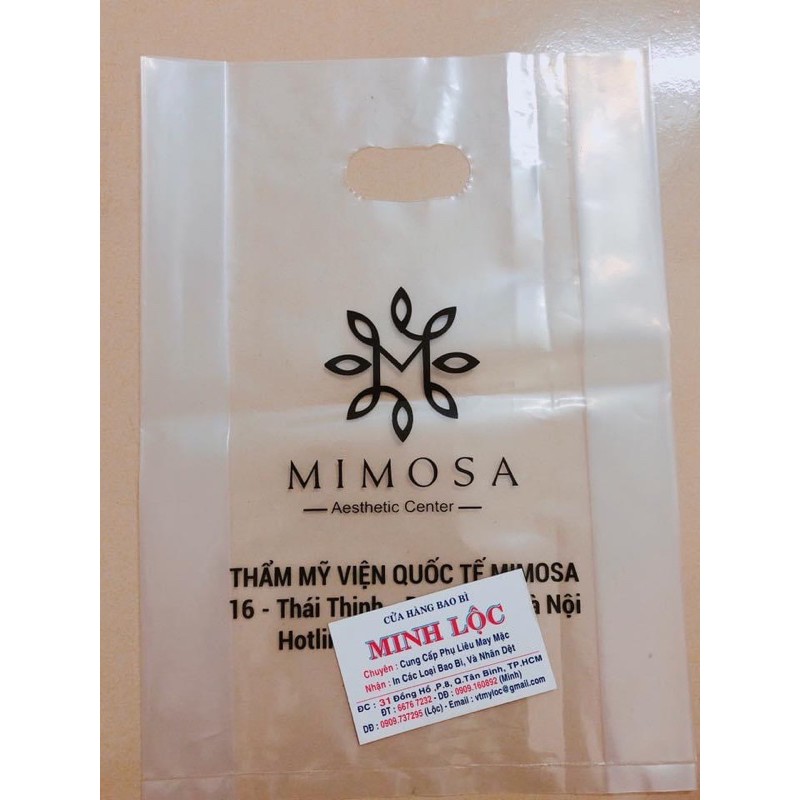 MIMOSA
Aesthetic Center
THẨM MỸ VIỆN QUỐC TẾ MIMOSA
16 - Thái Thịnh - Nội
Hotlin
CỬA HÀNG BAO BÌ
MINH LỘC
Chuyên : Cung Cấp Phụ Liêu May Mặc
Nhận : In Các Loại Bao Bì, Và Nhãn Dệt
ĐC : 31 Đồng Hồ ,P.8, Q.Tân Bình, TP.HCM
ĐT : 6676 7232 - DĐ : 0909.160892 (Minh)
DĐ : 0909.737295 (Lộc) - Email : vtmyloc@gmail.com